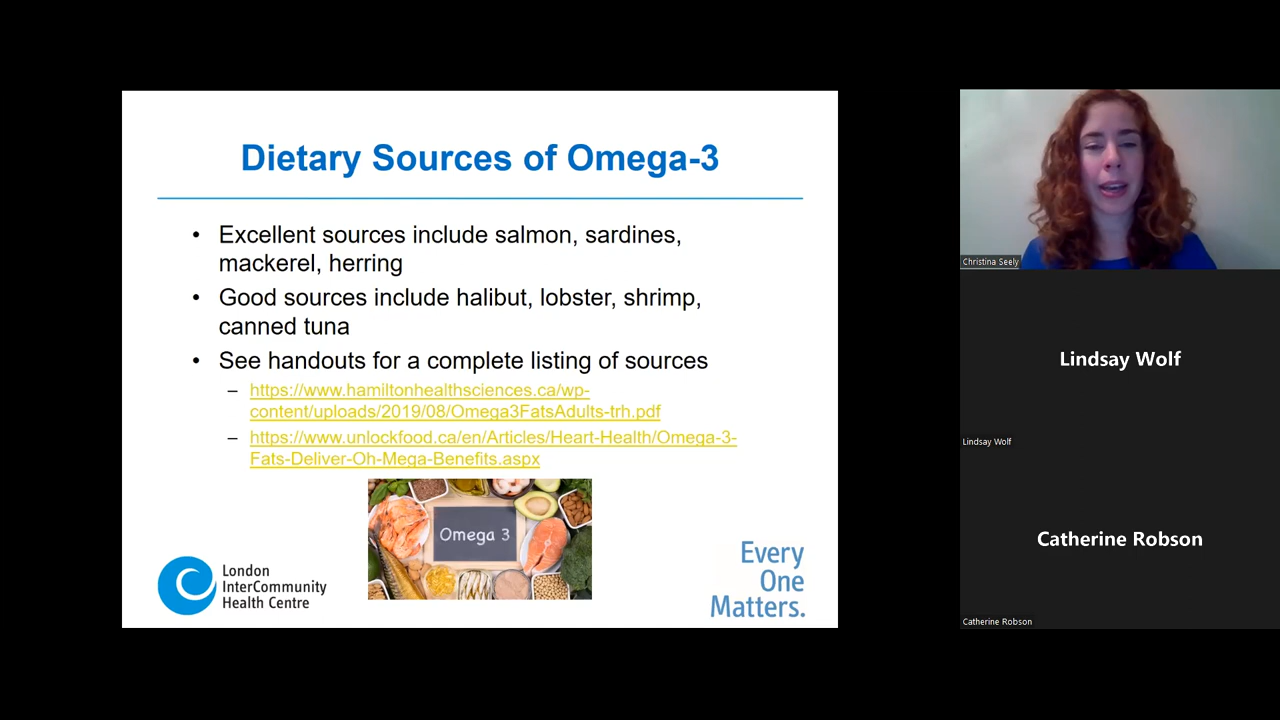 Dietary Sources of Omega-3
• Excellent sources include salmon, sardines,
mackerel, herring
• Good sources include halibut, lobster, shrimp,
canned tuna
• See handouts for a complete listing of sources
– https://www.hamiltonhealthsciences.ca/wp-
content/uploads/2019/08/Omega3FatsAdults-trh.pdf
– https://www.unlockfood.ca/en/Articles/Heart-Health/Omega-3-
Fats-Deliver-Oh-Mega-Benefits.aspx
Omega 3
London
InterCommunity
Health Centre
Every
One
Matters.
Christina Seely
Lindsay Wolf
Lindsay Wolf
Catherine Robson
Catherine Robson